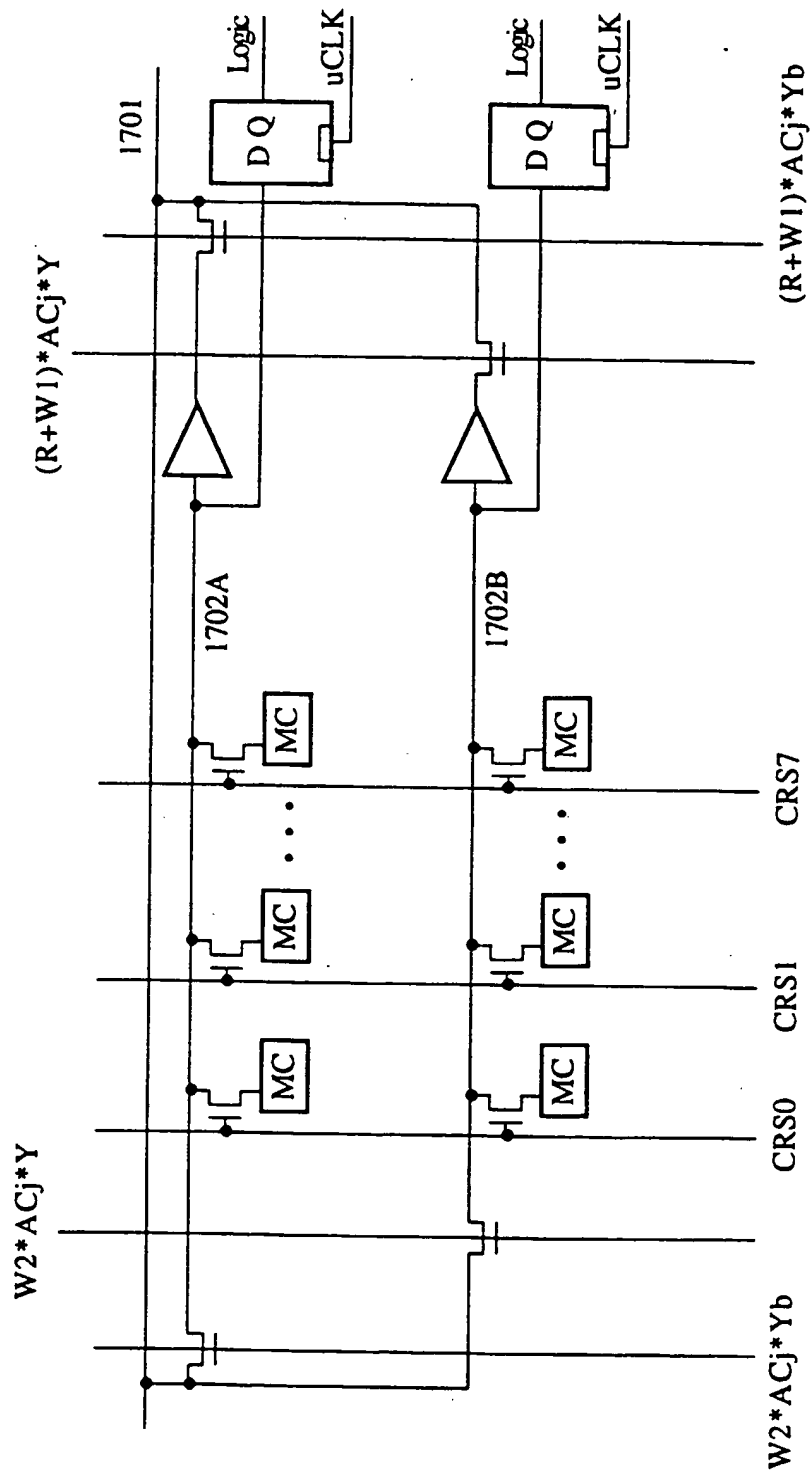 W2*ACj*Y
(R+W1)*ACj*Y
1701
Logic
D Q
uCLK
1702A
MC
MC
MC
Logic
D Q
uCLK
1702B
MC
MC
MC
W2*ACj*Yb
CRS0
CRS1
CRS7
(R+W1)*ACj*Yb